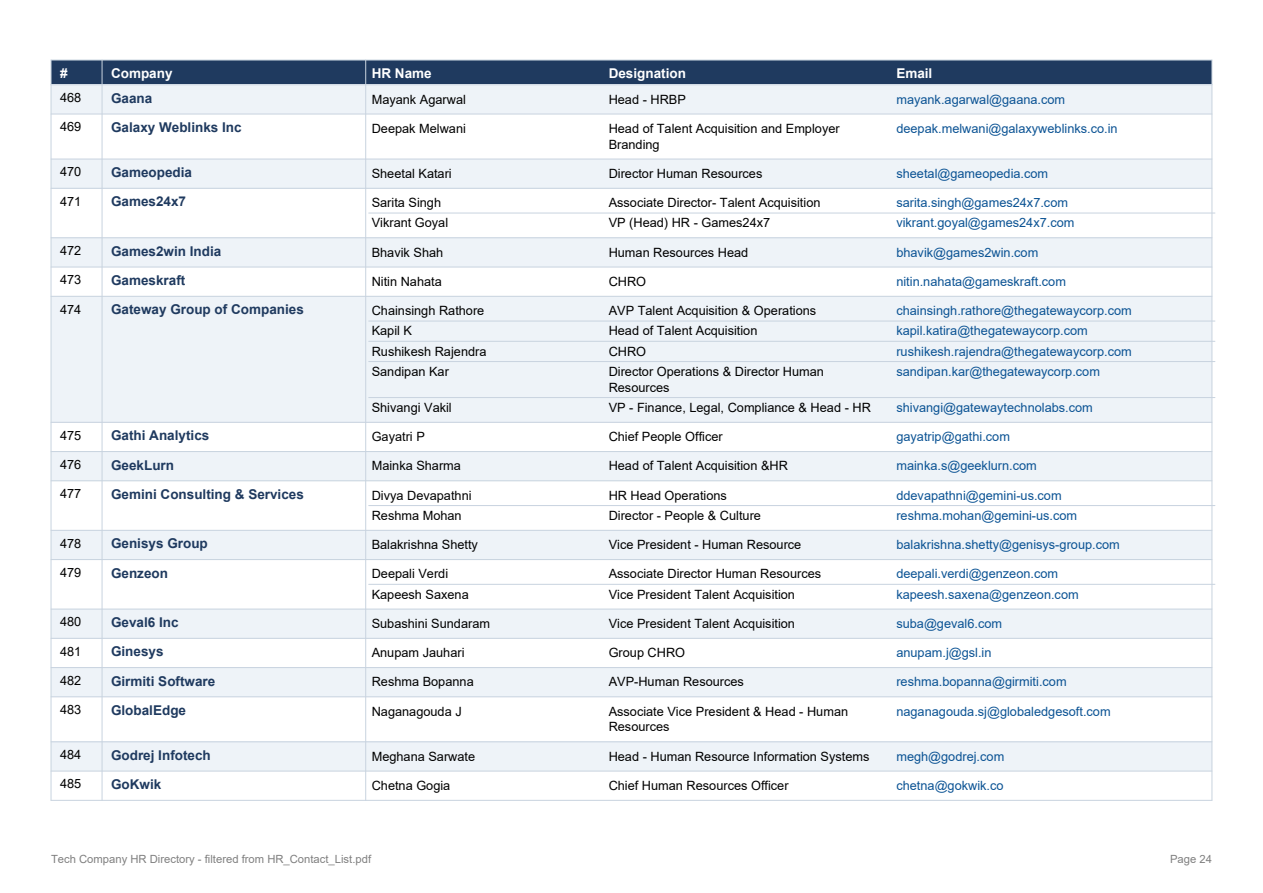 # Company HR Name Designation Email
468 Gaana Mayank Agarwal Head - HRBP mayank.agarwal@gaana.com
469 Galaxy Weblinks Inc Deepak Melwani Head of Talent Acquisition and Employer deepak.melwani@galaxyweblinks.co.in
Branding
470 Gameopedia Sheetal Katari Director Human Resources sheetal@gameopedia.com
471 Games24x7 Sarita Singh Associate Director- Talent Acquisition sarita.singh@games24x7.com
Vikrant Goyal VP (Head) HR - Games24x7 vikrant.goyal@games24x7.com
472 Games2win India Bhavik Shah Human Resources Head bhavik@games2win.com
473 Gameskraft Nitin Nahata CHRO nitin.nahata@gameskraft.com
474 Gateway Group of Companies Chainsingh Rathore AVP Talent Acquisition & Operations chainsingh.rathore@thegatewaycorp.com
Kapil K Head of Talent Acquisition kapil.katira@thegatewaycorp.com
Rushikesh Rajendra CHRO rushikesh.rajendra@thegatewaycorp.com
Sandipan Kar Director Operations & Director Human sandipan.kar@thegatewaycorp.com
Resources
Shivangi Vakil VP - Finance, Legal, Compliance & Head - HR shivangi@gatewaytechnolabs.com
475 Gathi Analytics Gayatri P Chief People Officer gayatrip@gathi.com
476 GeekLurn Mainka Sharma Head of Talent Acquisition &HR mainka.s@geeklurn.com
477 Gemini Consulting & Services Divya Devapathni HR Head Operations ddevapathni@gemini-us.com
Reshma Mohan Director - People & Culture reshma.mohan@gemini-us.com
478 Genisys Group Balakrishna Shetty Vice President - Human Resource balakrishna.shetty@genisys-group.com
479 Genzeon Deepali Verdi Associate Director Human Resources deepali.verdi@genzeon.com
Kapeesh Saxena Vice President Talent Acquisition kapeesh.saxena@genzeon.com
480 Geval6 Inc Subashini Sundaram Vice President Talent Acquisition suba@geval6.com
481 Ginesys Anupam Jauhari Group CHRO anupam.j@gsl.in
482 Girmiti Software Reshma Bopanna AVP-Human Resources reshma.bopanna@girmiti.com
483 GlobalEdge Naganagouda J Associate Vice President & Head - Human naganagouda.sj@globaledgesoft.com
Resources
484 Godrej Infotech Meghana Sarwate Head - Human Resource Information Systems megh@godrej.com
485 GoKwik Chetna Gogia Chief Human Resources Officer chetna@gokwik.co
Tech Company HR Directory - filtered from HR_Contact_List.pdf Page 24